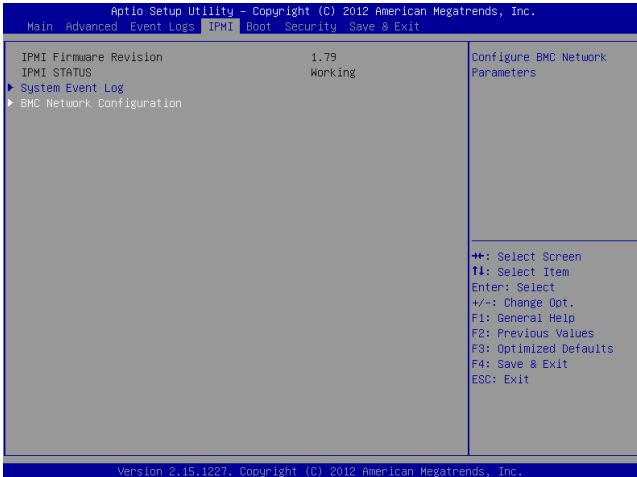 Aptio Setup Utility – Copyright (C) 2012 American Megatrends, Inc.
Main Advanced Event Logs IPMI Boot Security Save & Exit
IPMI Firmware Revision 1.79
IPMI STATUS Working
System Event Log
BMC Network Configuration
Configure BMC Network
Parameters
→←: Select Screen
↑↓: Select Item
Enter: Select
+/-: Change Opt.
F1: General Help
F2: Previous Values
F3: Optimized Defaults
F4: Save & Exit
ESC: Exit
Version 2.15.1227. Copyright (C) 2012 American Megatrends, Inc.